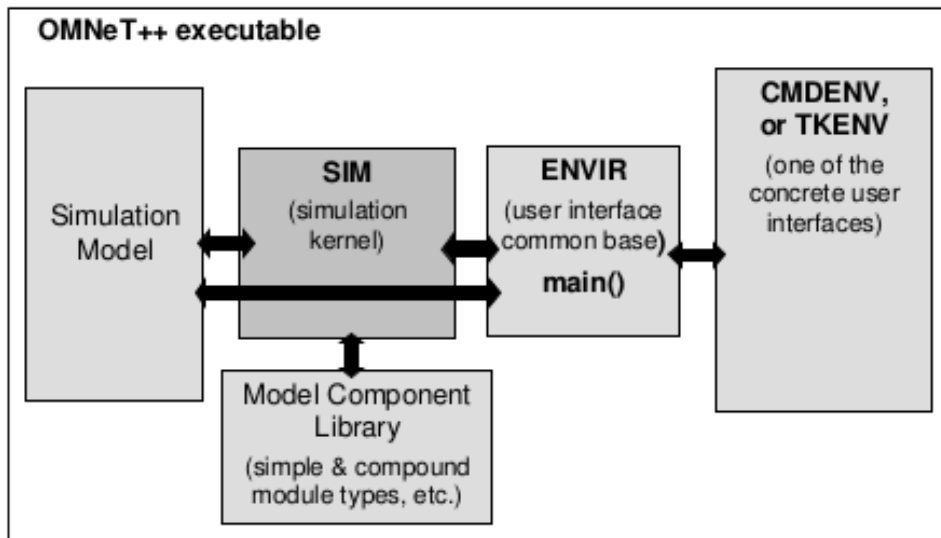 OMNeT++ executable
Simulation
Model
SIM
(simulation
kernel)
Model Component
Library
(simple & compound
module types, etc.)
ENVIR
(user interface
common base)
main()
CMDENV,
or TKENV
(one of the
concrete user
interfaces)